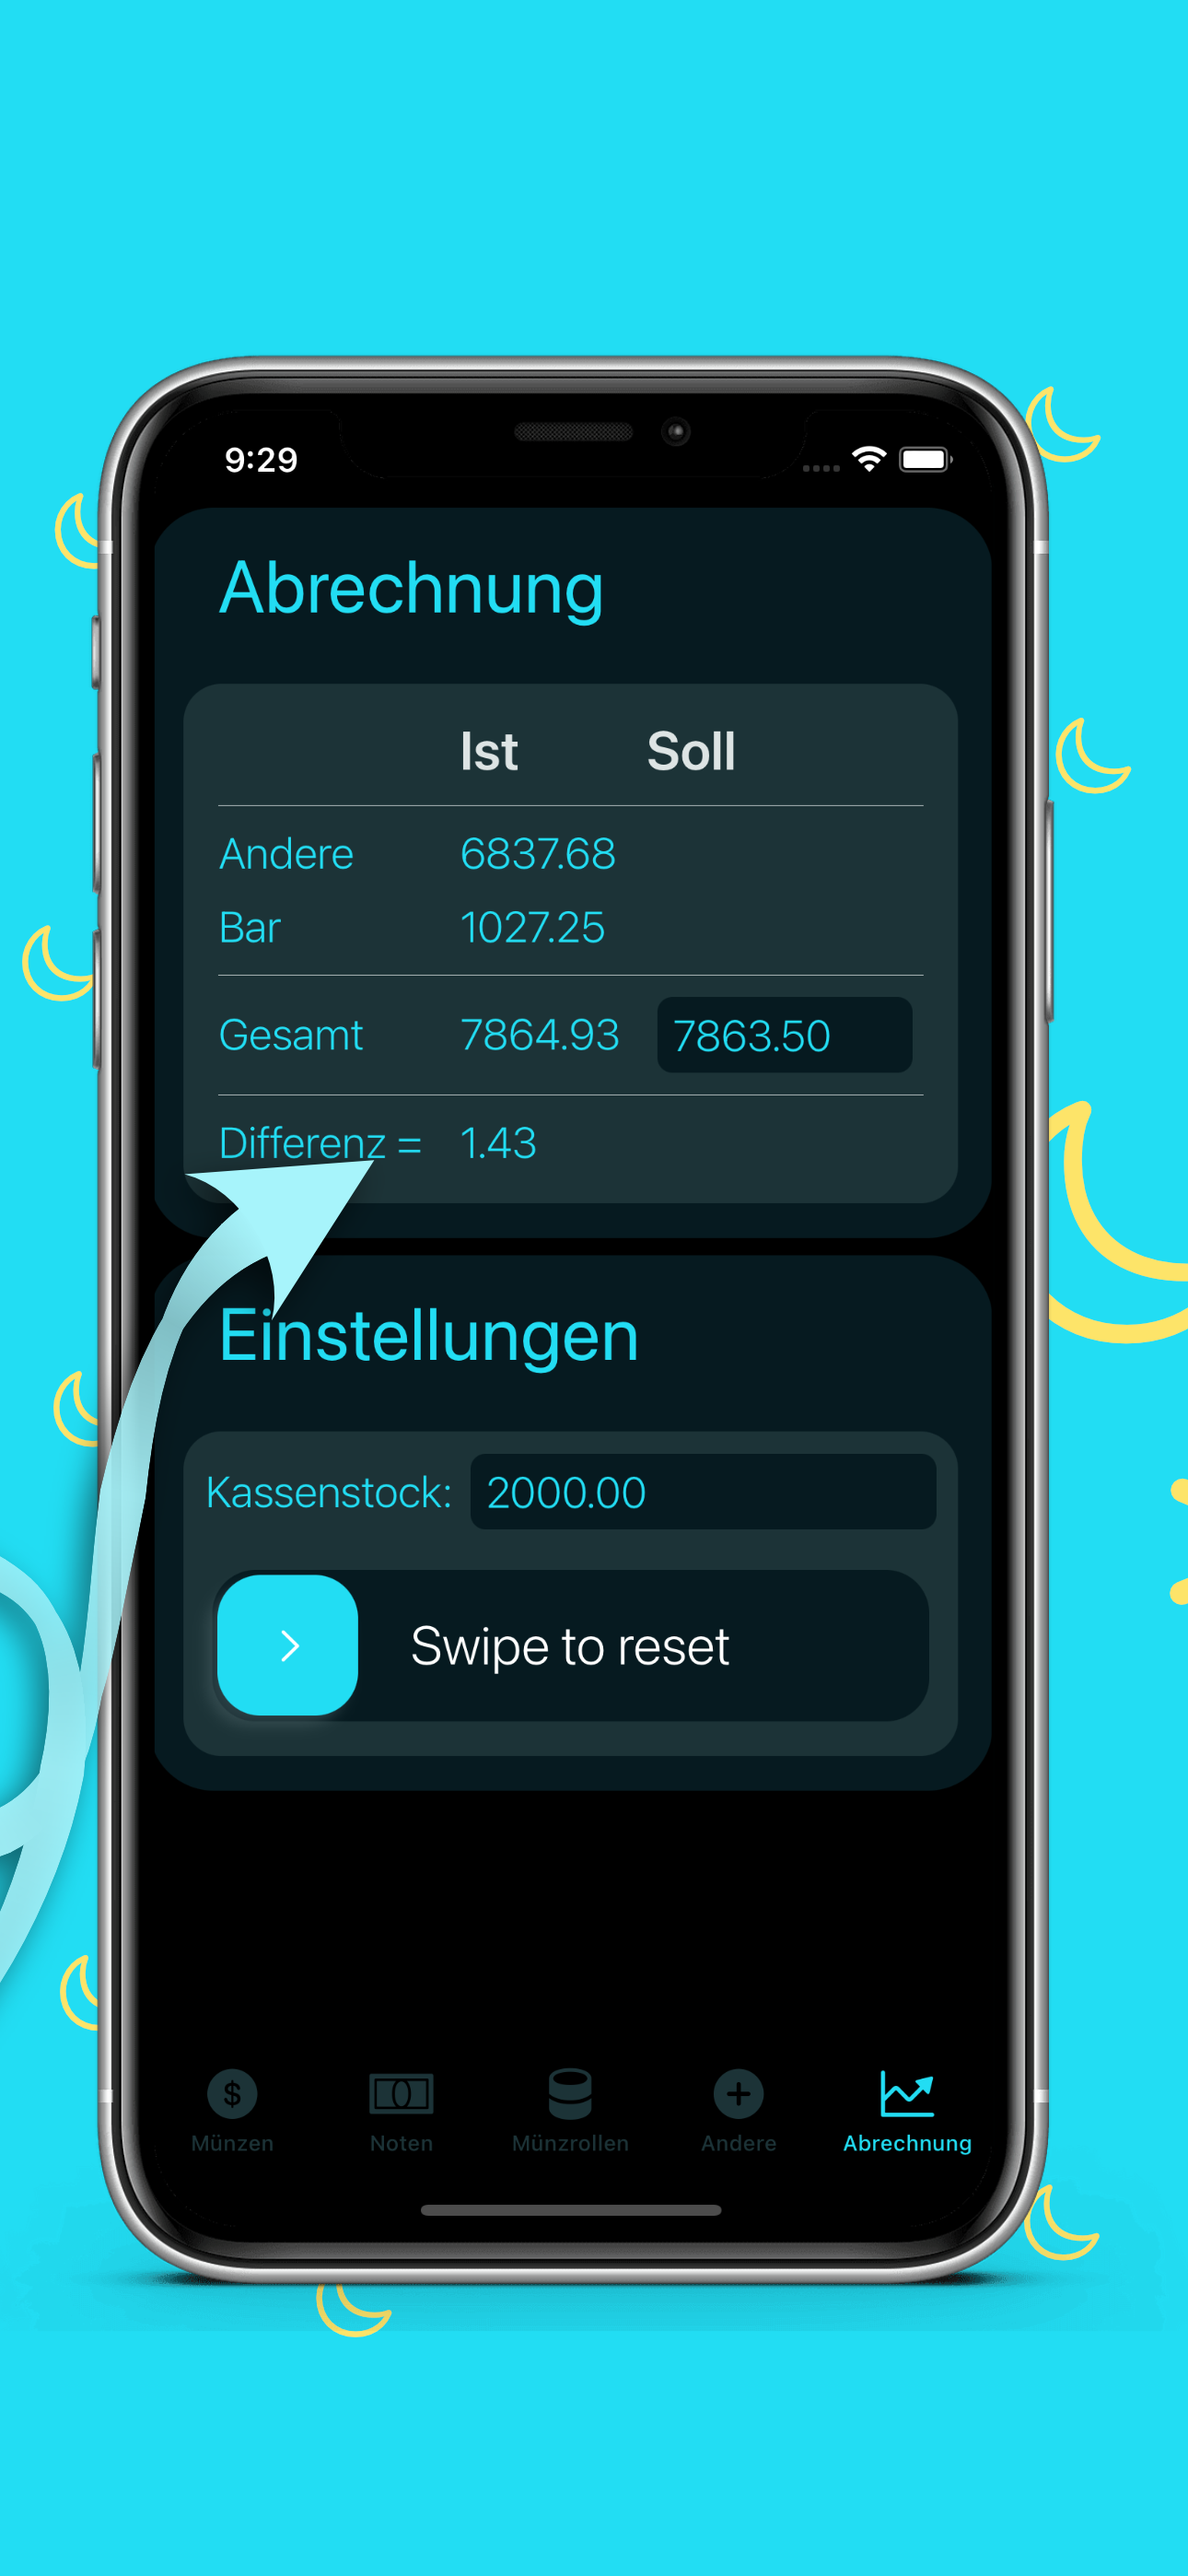 9:29
Abrechnung
Ist Soll
Andere 6837.68
Bar 1027.25
Gesamt 7864.93 7863.50
Differenz = 1.43
Einstellungen
Kassenstock: 2000.00
Swipe to reset
Münzen Noten Münzrollen Andere Abrechnung